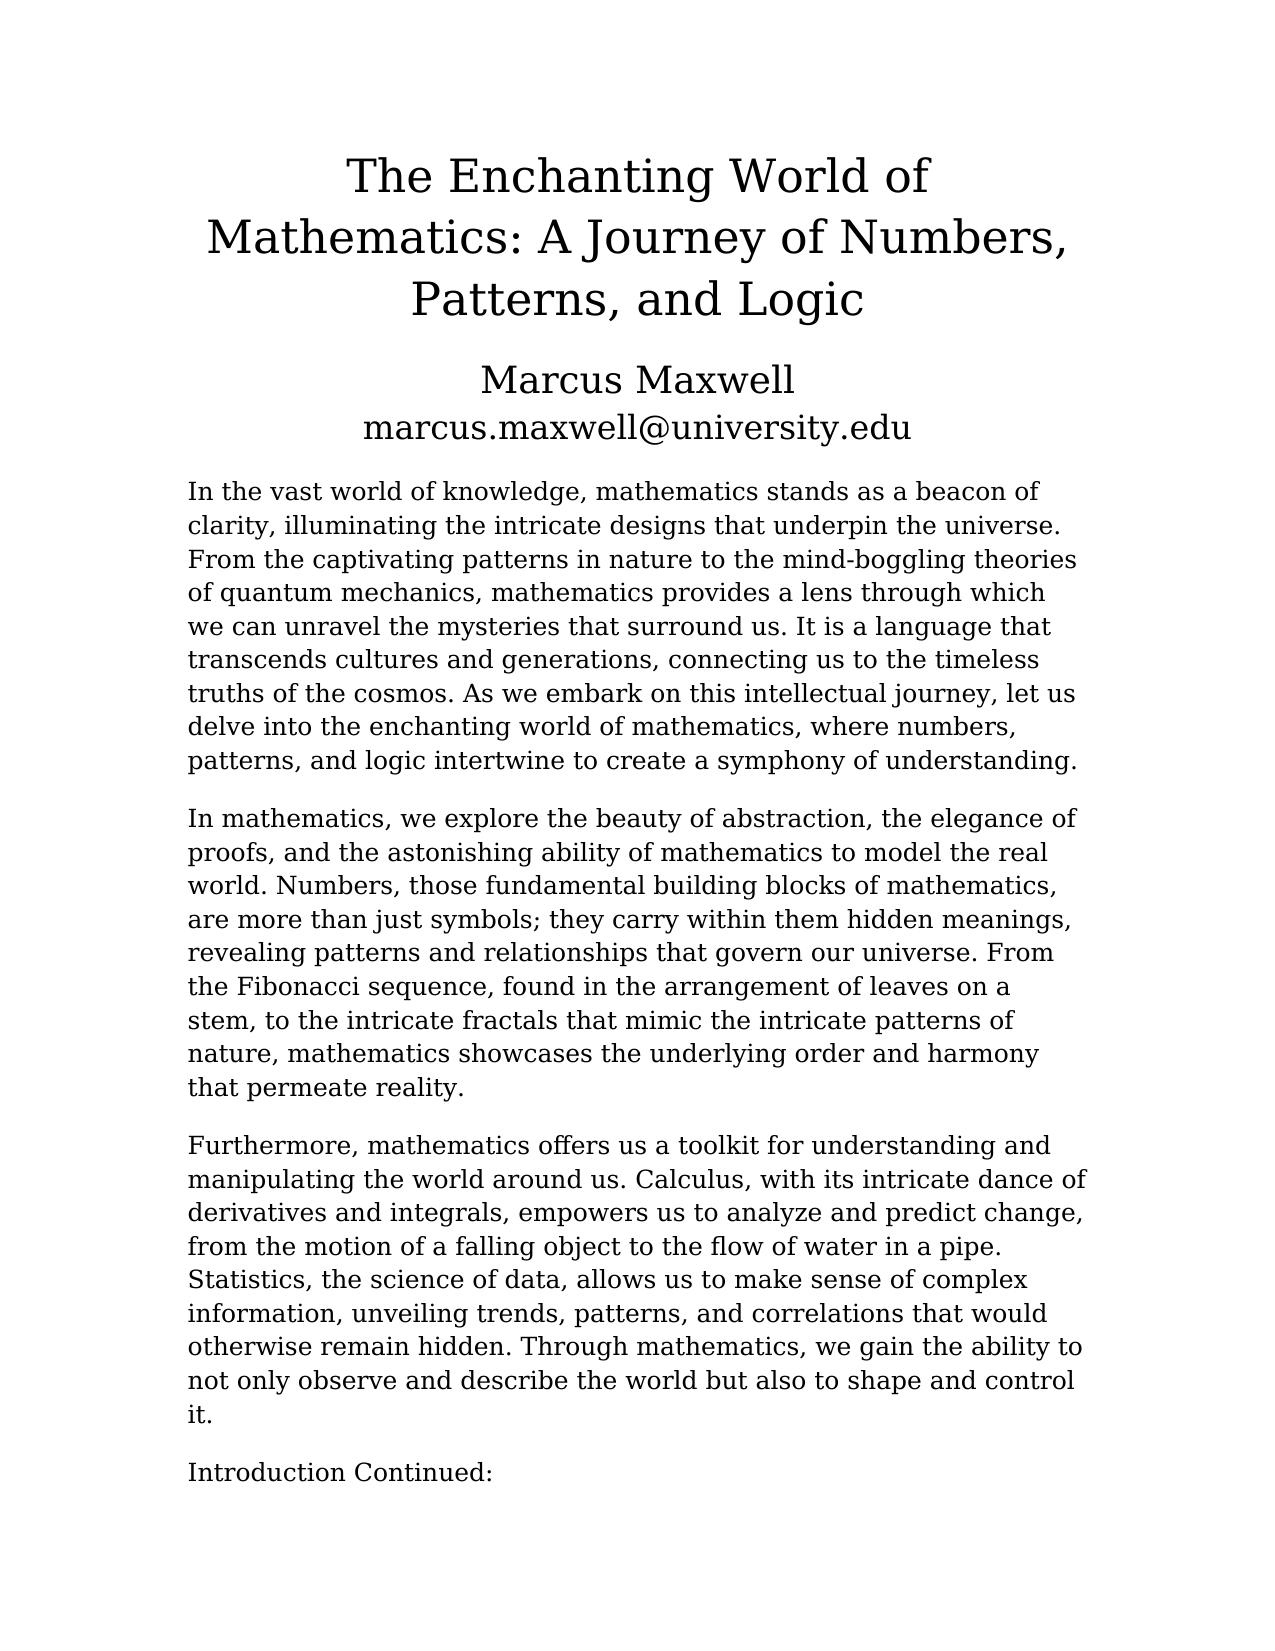 The Enchanting World of
Mathematics: A Journey of Numbers,
Patterns, and Logic
Marcus Maxwell
marcus.maxwell@university.edu
In the vast world of knowledge, mathematics stands as a beacon of
clarity, illuminating the intricate designs that underpin the universe.
From the captivating patterns in nature to the mind-boggling theories
of quantum mechanics, mathematics provides a lens through which
we can unravel the mysteries that surround us. It is a language that
transcends cultures and generations, connecting us to the timeless
truths of the cosmos. As we embark on this intellectual journey, let us
delve into the enchanting world of mathematics, where numbers,
patterns, and logic intertwine to create a symphony of understanding.
In mathematics, we explore the beauty of abstraction, the elegance of
proofs, and the astonishing ability of mathematics to model the real
world. Numbers, those fundamental building blocks of mathematics,
are more than just symbols; they carry within them hidden meanings,
revealing patterns and relationships that govern our universe. From
the Fibonacci sequence, found in the arrangement of leaves on a
stem, to the intricate fractals that mimic the intricate patterns of
nature, mathematics showcases the underlying order and harmony
that permeate reality.
Furthermore, mathematics offers us a toolkit for understanding and
manipulating the world around us. Calculus, with its intricate dance of
derivatives and integrals, empowers us to analyze and predict change,
from the motion of a falling object to the flow of water in a pipe.
Statistics, the science of data, allows us to make sense of complex
information, unveiling trends, patterns, and correlations that would
otherwise remain hidden. Through mathematics, we gain the ability to
not only observe and describe the world but also to shape and control
it.
Introduction Continued: